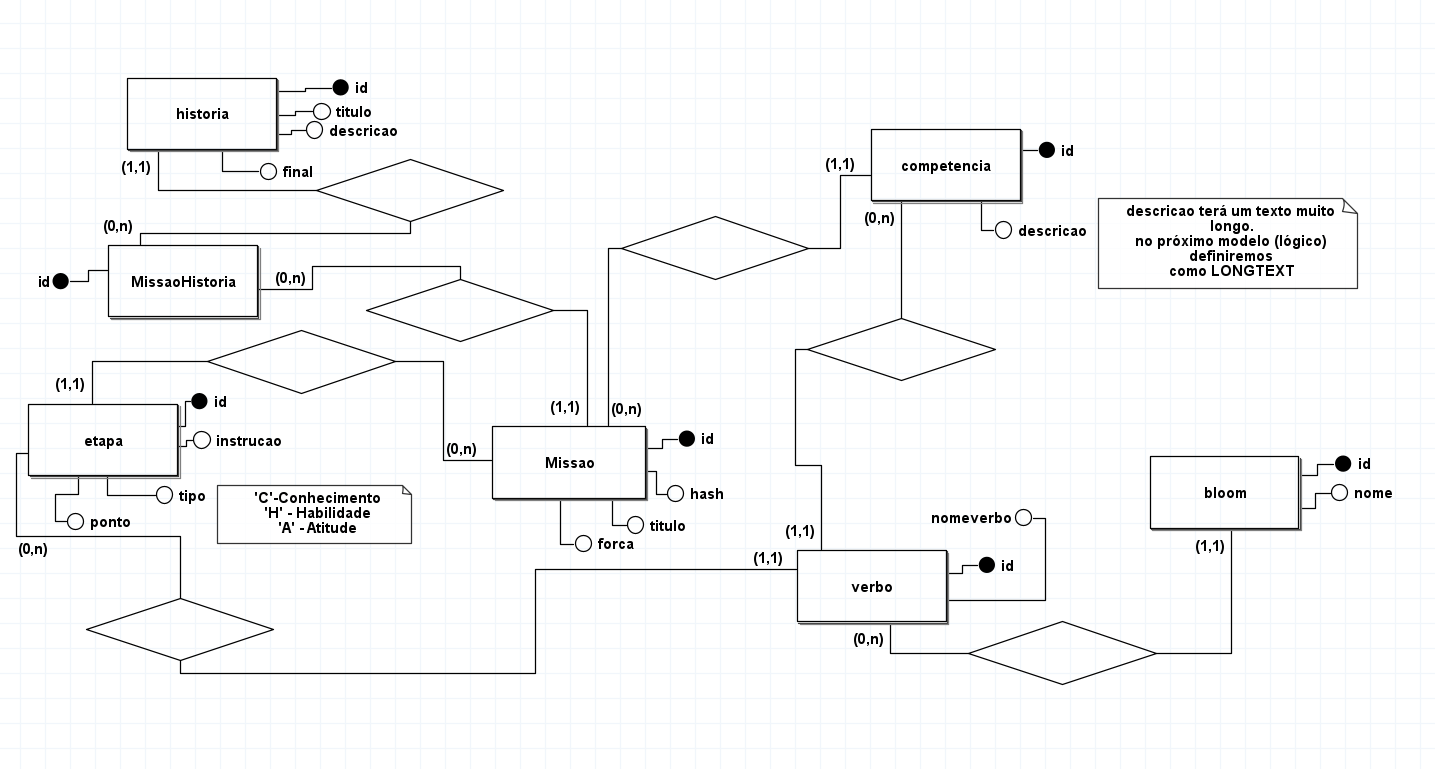 id
historia
titulo
descricao
(1,1)
final
(0,n)
id
MissaoHistoria
(0,n)
(1,1)
competencia
id
(0,n)
descricao
descricao terá um texto muito
longo.
no próximo modelo (lógico)
definiremos
como LONGTEXT
(1,1)
etapa
id
instrucao
tipo
ponto
(0,n)
'C'-Conhecimento
'H' - Habilidade
'A' - Atitude
(1,1)
(0,n)
(0,n)
Missao
id
hash
titulo
forca
bloom
id
nome
(1,1)
nomeverbo
(1,1)
(1,1)
id
verbo
(0,n)